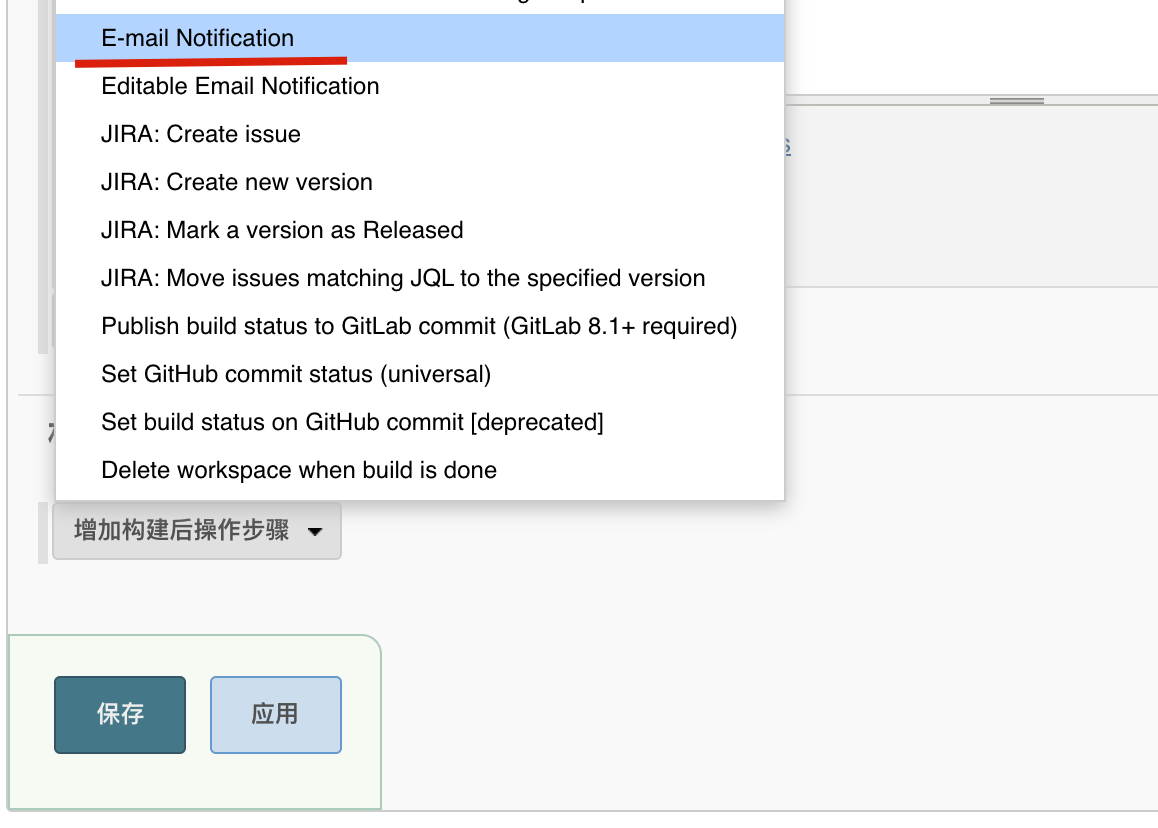 E-mail Notification
Editable Email Notification
JIRA: Create issue
JIRA: Create new version
JIRA: Mark a version as Released
JIRA: Move issues matching JQL to the specified version
Publish build status to GitLab commit (GitLab 8.1+ required)
Set GitHub commit status (universal)
Set build status on GitHub commit [deprecated]
Delete workspace when build is done
增加构建后操作步骤
保存
应用